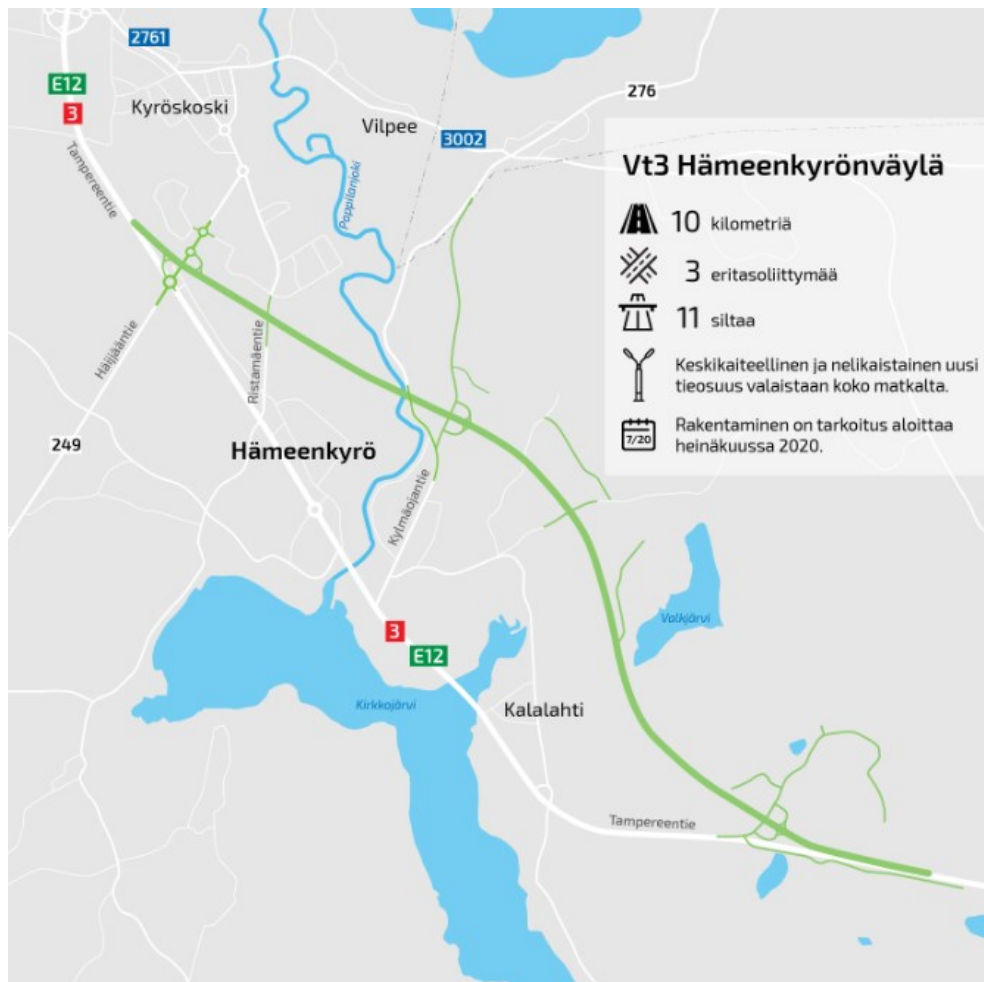 2761
E12
3
Kyröskoski
Vilpee
276
3002
Tampereentie
Pappilanjoki
Vt3 Hämeenkyrönväylä
10 kilometriä
3 eritasoliittymää
11 siltaa
Keskikaiteellinen ja nelikaistainen uusi
tieosuus valaistaan koko matkalta.
7/20
Rakentaminen on tarkoitus aloittaa
heinäkuussa 2020.
Häijääntie
Ristamäentie
249
Hämeenkyrö
Kylmäojantie
Valkjärvi
3
E12
Kirkkojärvi
Kalalahti
Tampereentie